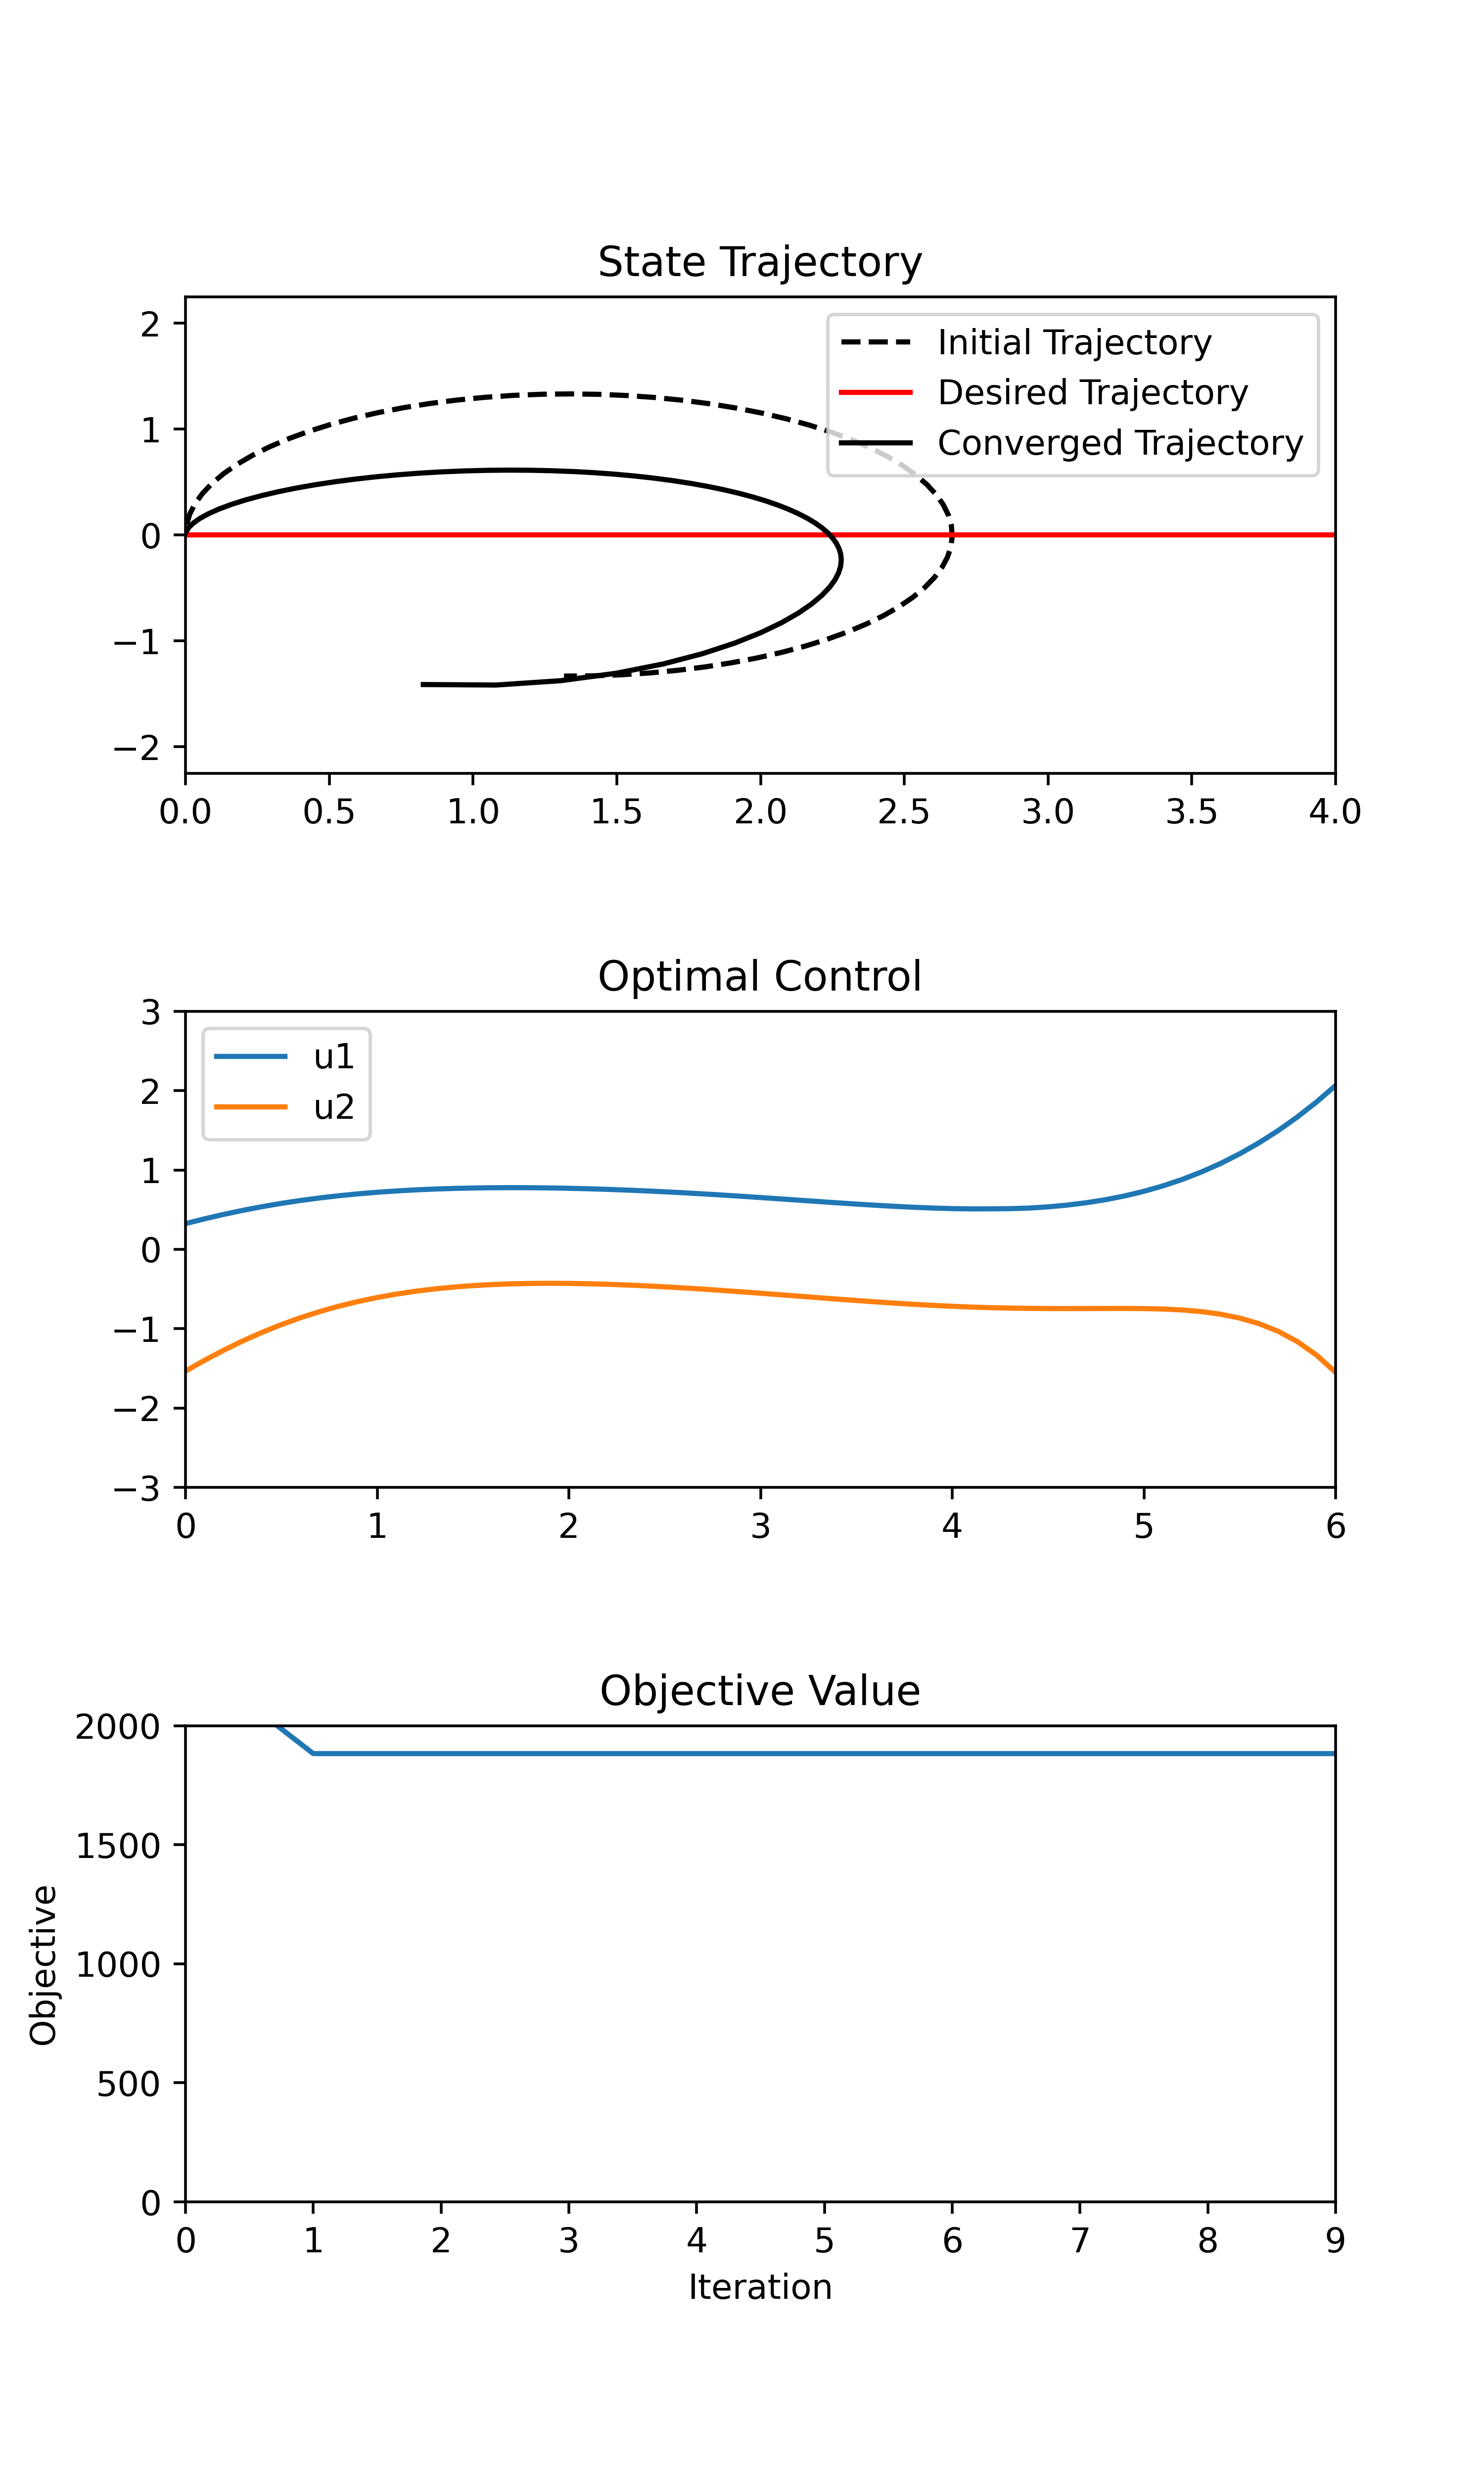 State Trajectory
2
1
0
−1
−2
Initial Trajectory
Desired Trajectory
Converged Trajectory
0.0 0.5 1.0 1.5 2.0 2.5 3.0 3.5 4.0
Optimal Control
3
2
1
0
−1
−2
−3
u1
u2
0 1 2 3 4 5 6
Objective Value
Objective
2000
1500
1000
500
0
0 1 2 3 4 5 6 7 8 9
Iteration